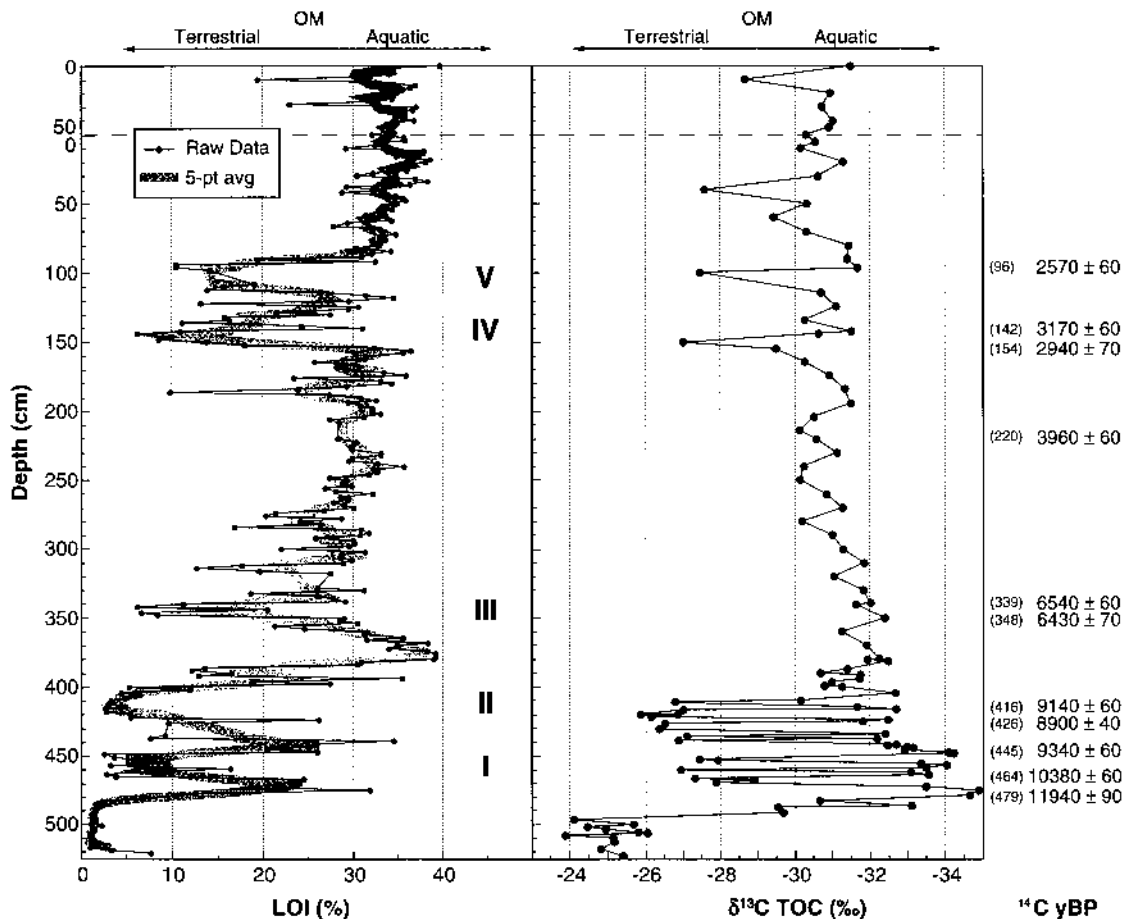 OM OM
Terrestrial Aquatic Terrestrial Aquatic
0
50
0
Raw Data
5-pt avg
50
100 V (96) 2570 ± 60
IV (142) 3170 ± 60
150 (154) 2940 ± 70
200
(220) 3960 ± 60
Depth (cm)
250
300
III (339) 6540 ± 60
350 (348) 6430 ± 70
400
II (416) 9140 ± 60
(426) 8900 ± 40
450 (445) 9340 ± 60
I (464) 10380 ± 60
(479) 11940 ± 90
500
0 10 20 30 40 -24 -26 -28 -30 -32 -34
LOI (%) δ¹³C TOC (‰) ¹⁴C yBP